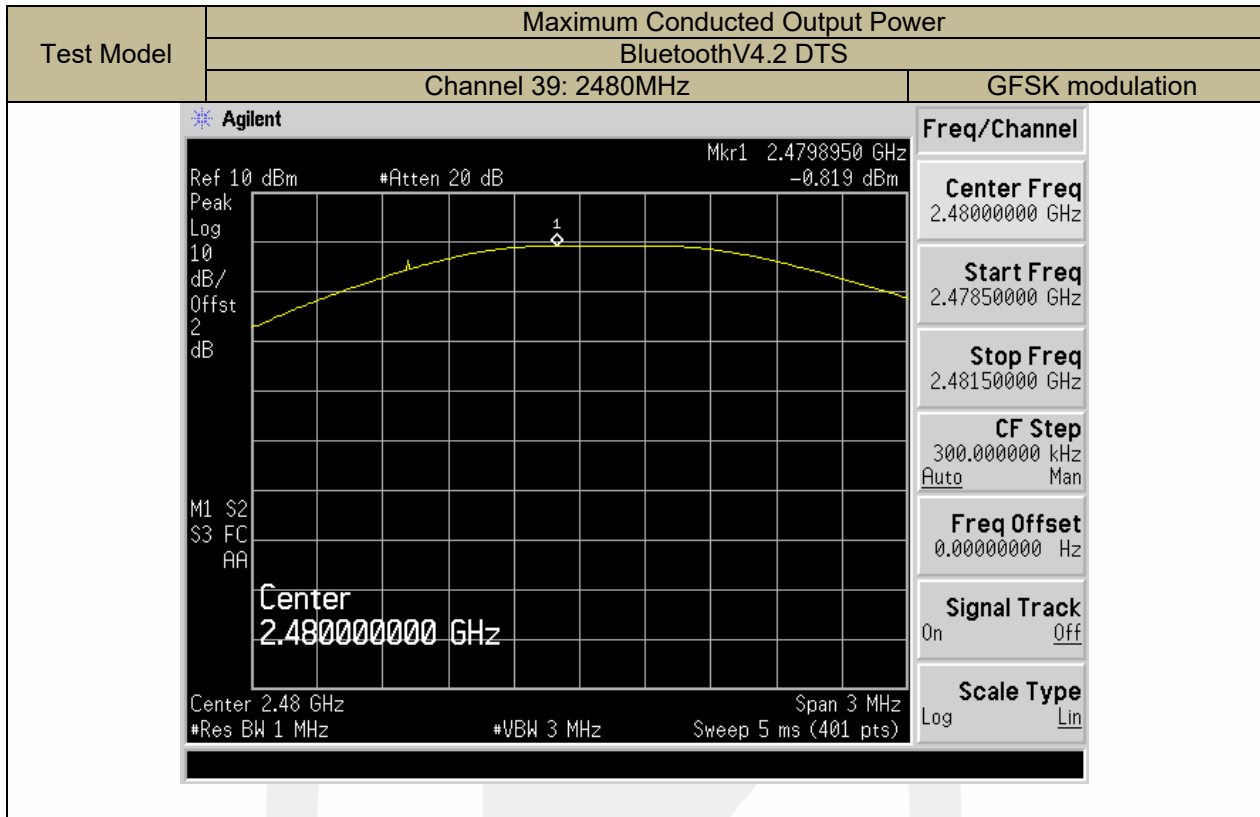 Test Model
Maximum Conducted Output Power
BluetoothV4.2 DTS
Channel 39: 2480MHz
GFSK modulation
Agilent
Mkr1 2.4798950 GHz
Ref 10 dBm #Atten 20 dB -0.819 dBm
Peak
Log
10
dB/
Offst
2
dB
1
M1 S2
S3 FC
AA
Center
2.480000000 GHz
Center 2.48 GHz Span 3 MHz
#Res BW 1 MHz #VBW 3 MHz Sweep 5 ms (401 pts)
Freq/Channel
Center Freq
2.48000000 GHz
Start Freq
2.47850000 GHz
Stop Freq
2.48150000 GHz
CF Step
300.000000 kHz
Auto Man
Freq Offset
0.00000000 Hz
Signal Track
On Off
Scale Type
Log Lin